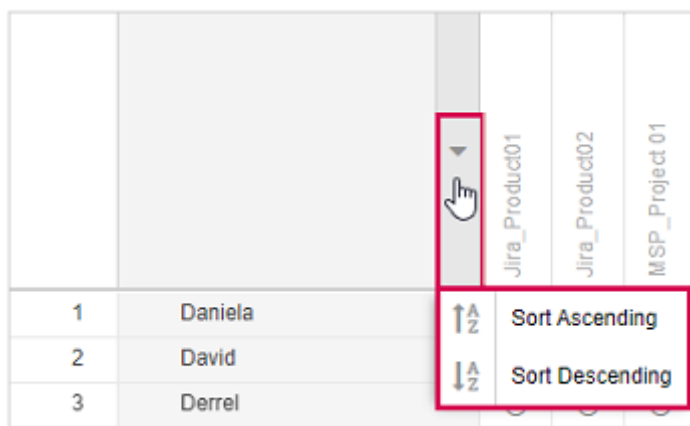 Jira_Product01
Jira_Product02
MSP_Project 01
1 Daniela
Sort Ascending
2 David
Sort Descending
3 Derrel